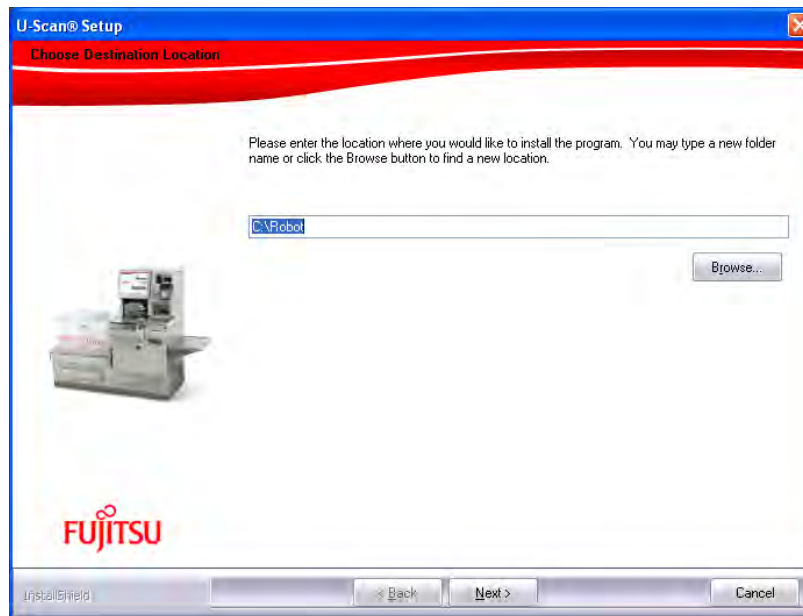 U-Scan® Setup
Choose Destination Location
Please enter the location where you would like to install the program. You may type a new folder
name or click the Browse button to find a new location.
C:\Robot
Browse...
FUJITSU
InstallShield
< Back
Next >
Cancel